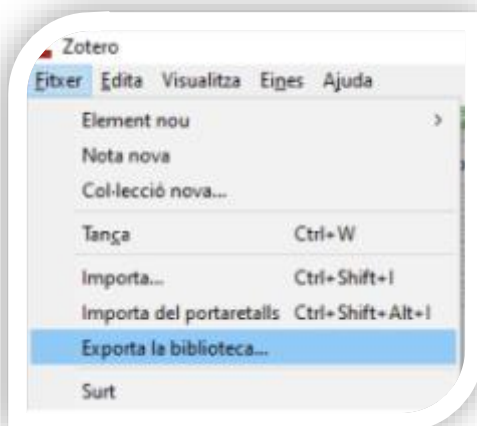 Zotero
Fitxer Edita Visualitza Eines Ajuda
Element nou >
Nota nova
Col·lecció nova...
Tança Ctrl+W
Importa... Ctrl+Shift+I
Importa del portaretalls Ctrl+Shift+Alt+I
Exporta la biblioteca...
Surt